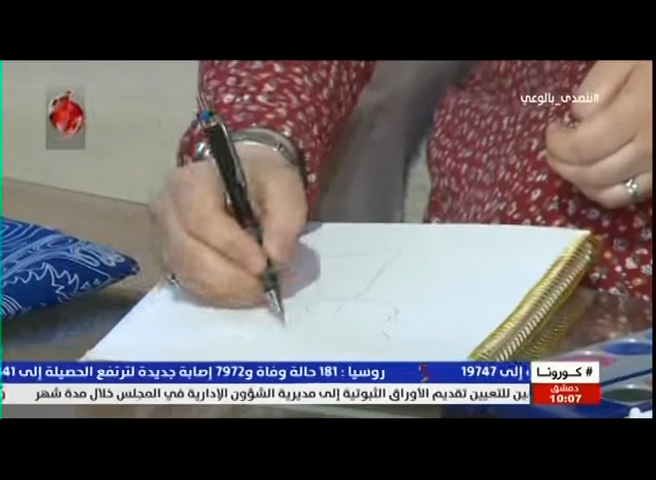 #نتصدى_بالوعي
إلى 19747 روسيا : 181 حالة وفاة و7972 إصابة جديدة لترتفع الحصيلة إلى
#كورونا
للتعيين تقديم الأوراق الثبوتية إلى مديرية الشؤون الإدارية في المجلس خلال مدة شهر
دمشق
10:07